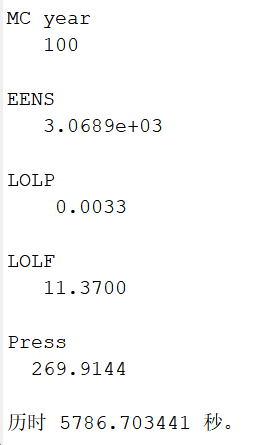 MC year
100
EENS
3.0689e+03
LOLP
0.0033
LOLF
11.3700
Press
269.9144
历时 5786.703441 秒。